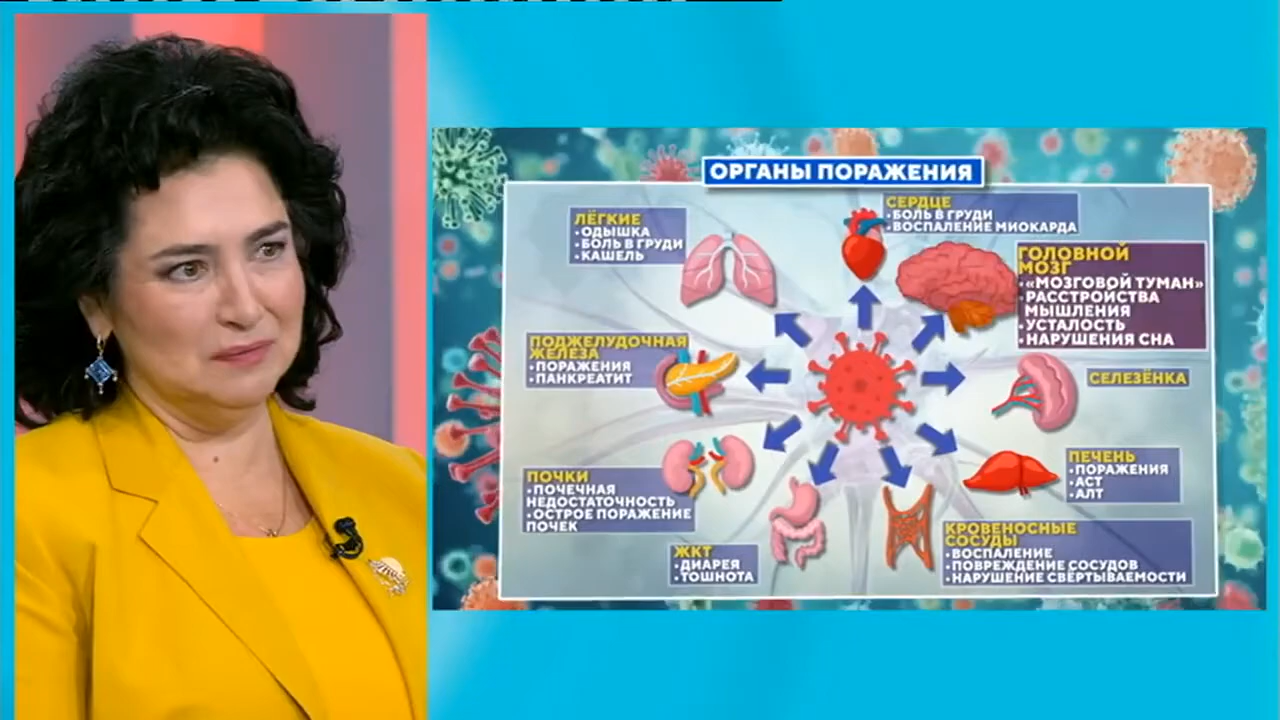 ОРГАНЫ ПОРАЖЕНИЯ
ЛЁГКИЕ
• ОДЫШКА
• БОЛЬ В ГРУДИ
• КАШЕЛЬ
СЕРДЦЕ
• БОЛЬ В ГРУДИ
• ВОСПАЛЕНИЕ МИОКАРДА
ГОЛОВНОЙ
МОЗГ
• «МОЗГОВОЙ ТУМАН»
• РАССТРОЙСТВА
МЫШЛЕНИЯ
• УСТАЛОСТЬ
• НАРУШЕНИЯ СНА
ПОДЖЕЛУДОЧНАЯ
ЖЕЛЕЗА
• ПОРАЖЕНИЯ
• ПАНКРЕАТИТ
СЕЛЕЗЁНКА
ПОЧКИ
• ПОЧЕЧНАЯ
НЕДОСТАТОЧНОСТЬ
• ОСТРОЕ ПОРАЖЕНИЕ
ПОЧЕК
ПЕЧЕНЬ
• ПОРАЖЕНИЯ
• АСТ
• АЛТ
ЖКТ
• ДИАРЕЯ
• ТОШНОТА
КРОВЕНОСНЫЕ
СОСУДЫ
• ВОСПАЛЕНИЕ
• ПОВРЕЖДЕНИЕ СОСУДОВ
• НАРУШЕНИЕ СВЁРТЫВАЕМОСТИ